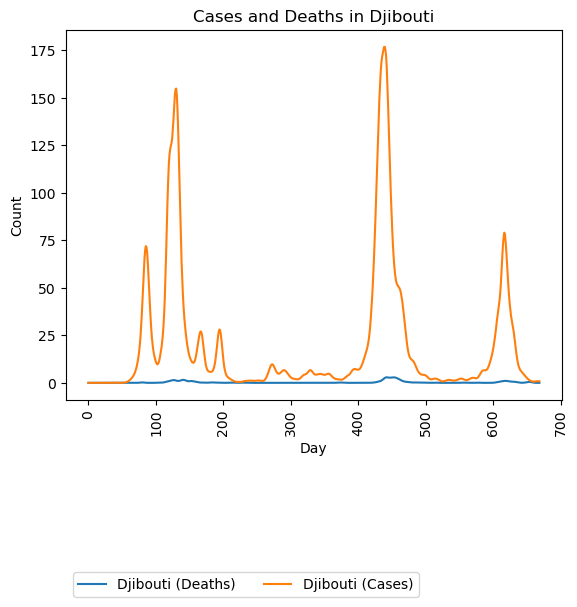 Cases and Deaths in Djibouti
175
150
125
100
75
50
25
0
Count
0 100 200 300 400 500 600 700
Day
Djibouti (Deaths) Djibouti (Cases)